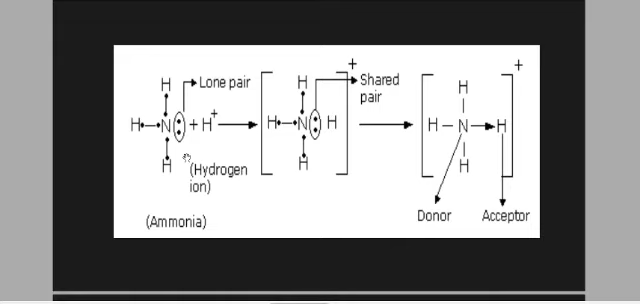 H
Lone pair
H N : + H+
H
(Hydrogen
ion)
(Ammonia)
H
H N : H
H
+
Shared
pair
H
H — N → H
H
+
Donor
Acceptor